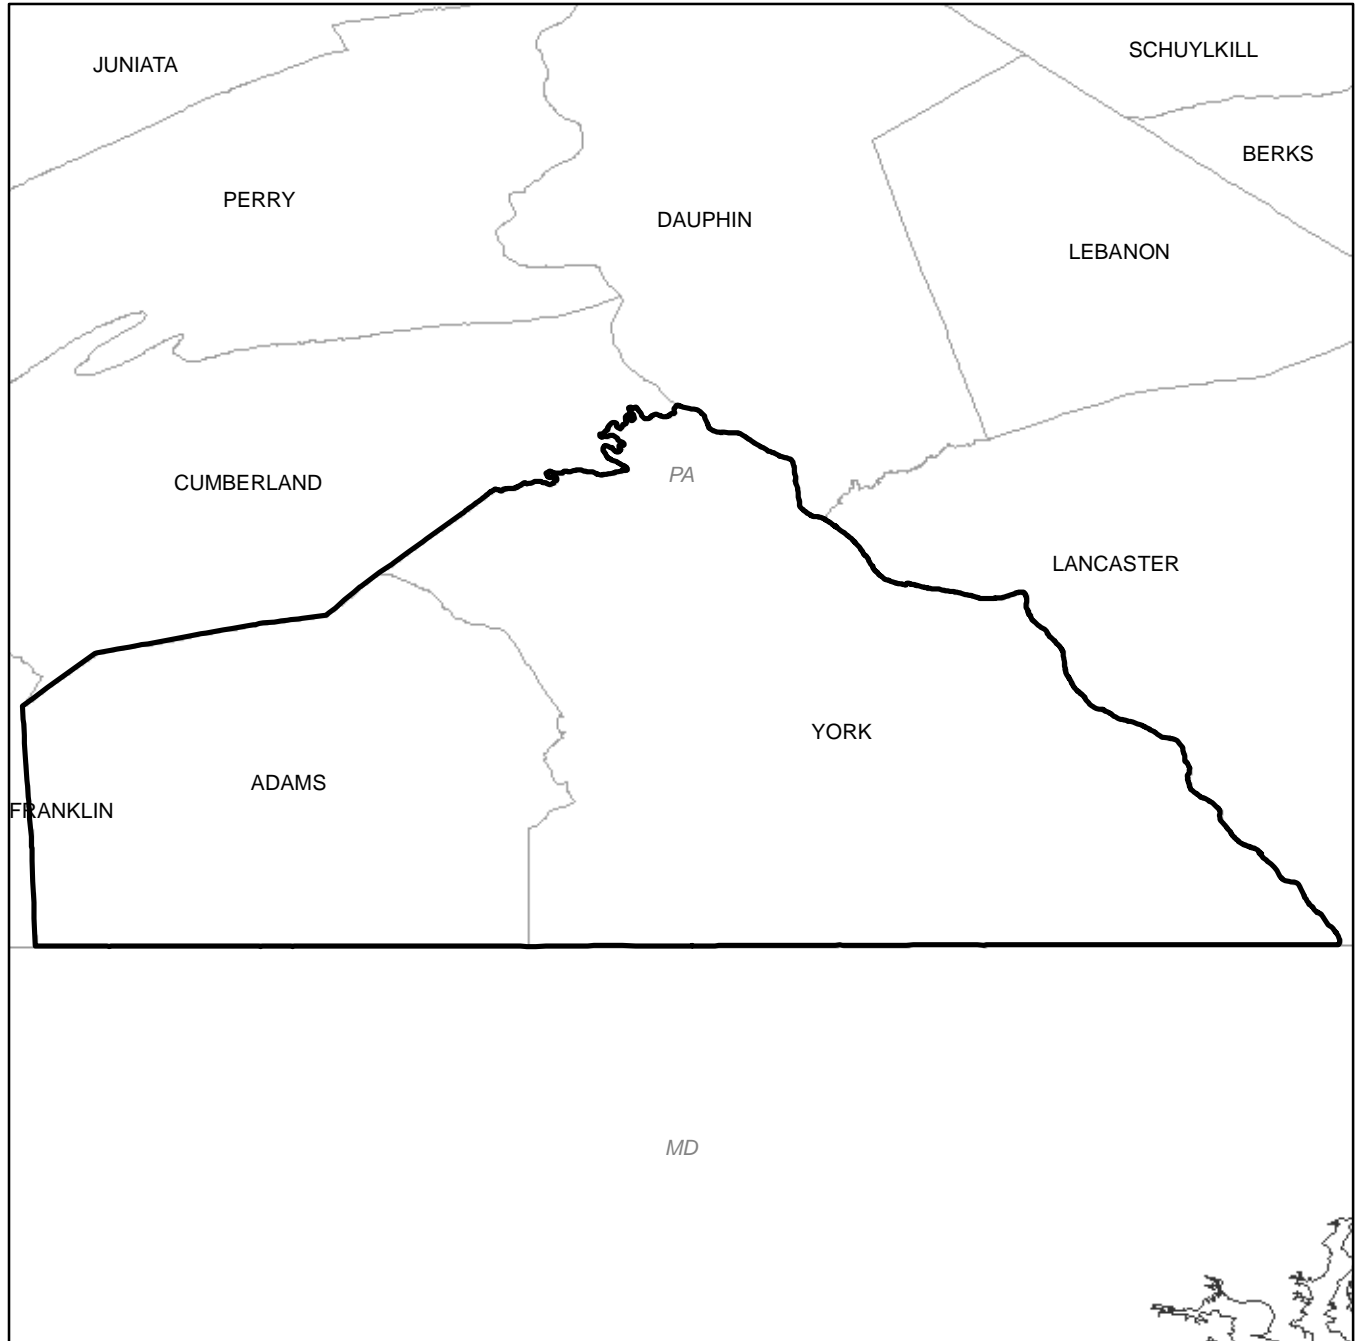 SCHUYLKILL
JUNIATA
BERKS
PERRY
DAUPHIN
LEBANON
PA
CUMBERLAND
LANCASTER
YORK
ADAMS
FRANKLIN
MD